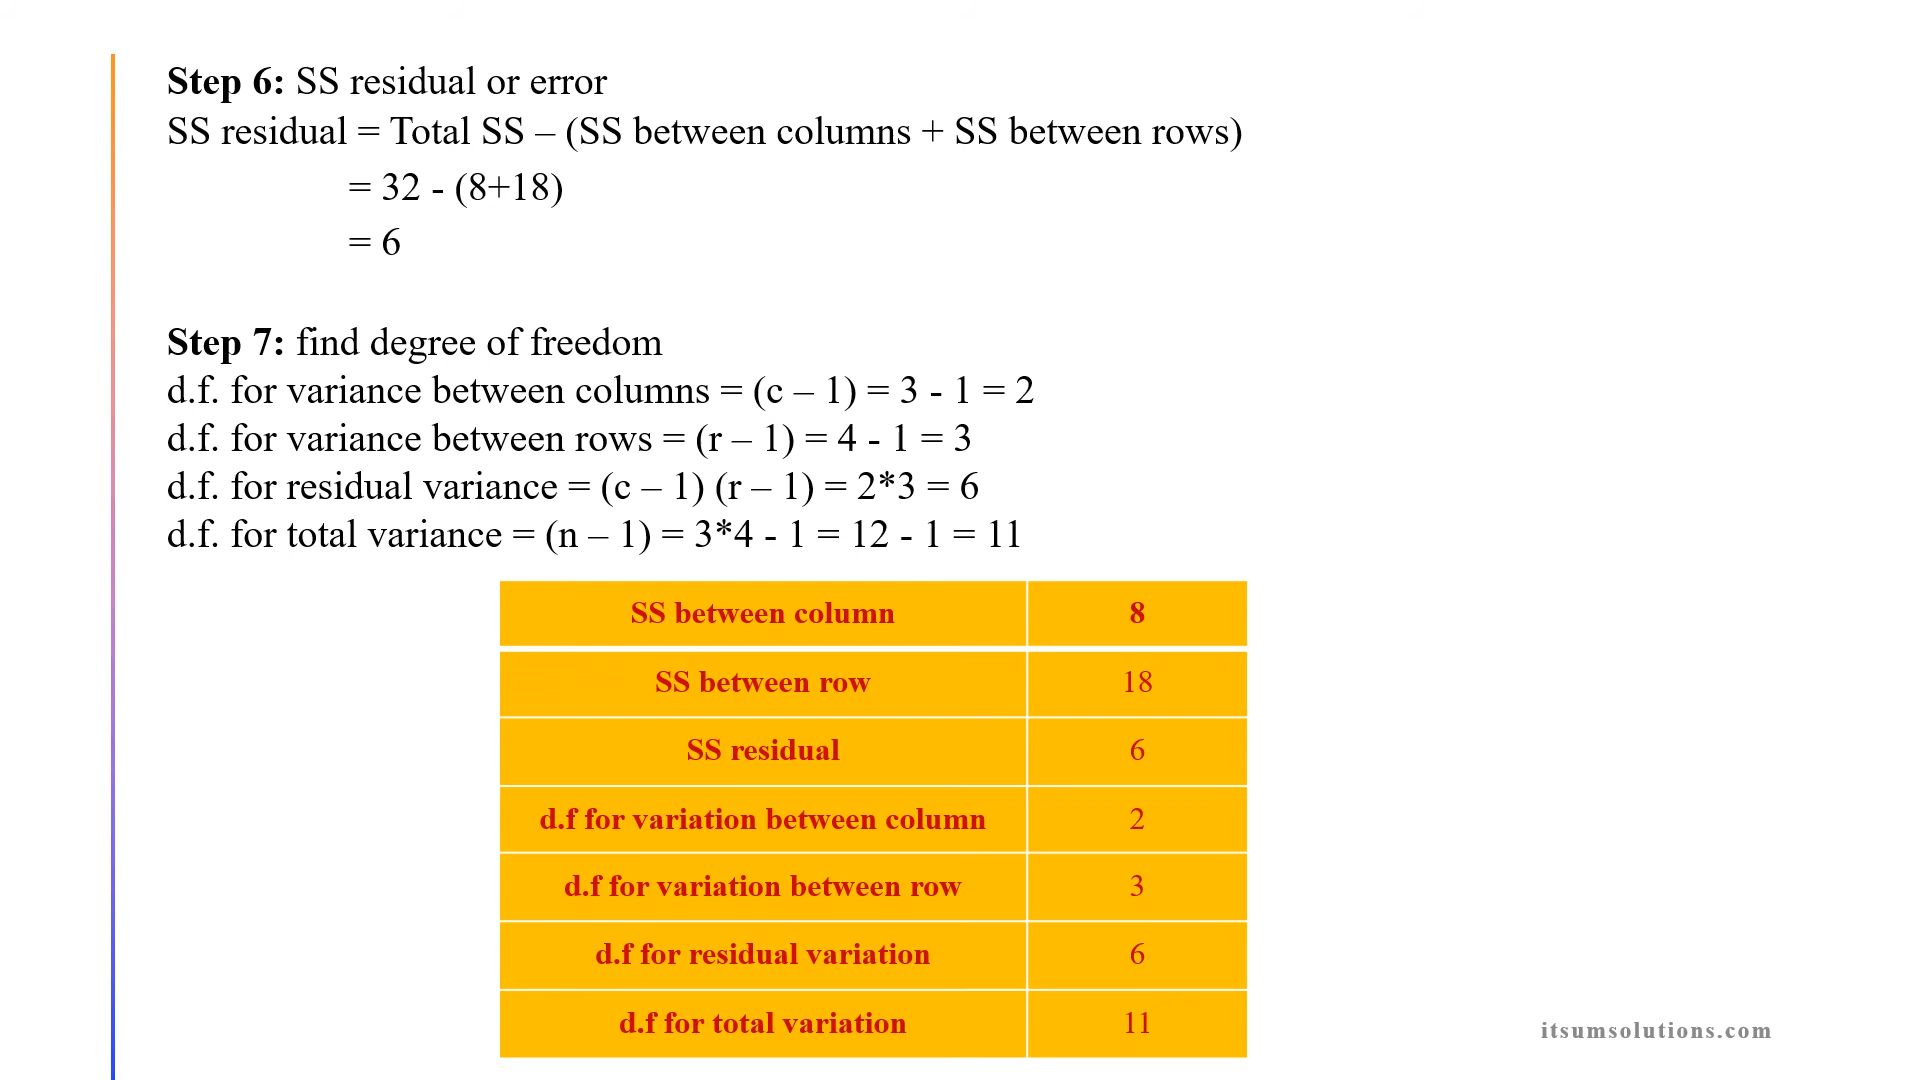 Step 6: SS residual or error
SS residual = Total SS – (SS between columns + SS between rows)
= 32 - (8+18)
= 6
Step 7: find degree of freedom
d.f. for variance between columns = (c – 1) = 3 - 1 = 2
d.f. for variance between rows = (r – 1) = 4 - 1 = 3
d.f. for residual variance = (c – 1) (r – 1) = 2*3 = 6
d.f. for total variance = (n – 1) = 3*4 - 1 = 12 - 1 = 11
SS between column 8
SS between row 18
SS residual 6
d.f for variation between column 2
d.f for variation between row 3
d.f for residual variation 6
d.f for total variation 11
itsumsolutions.com